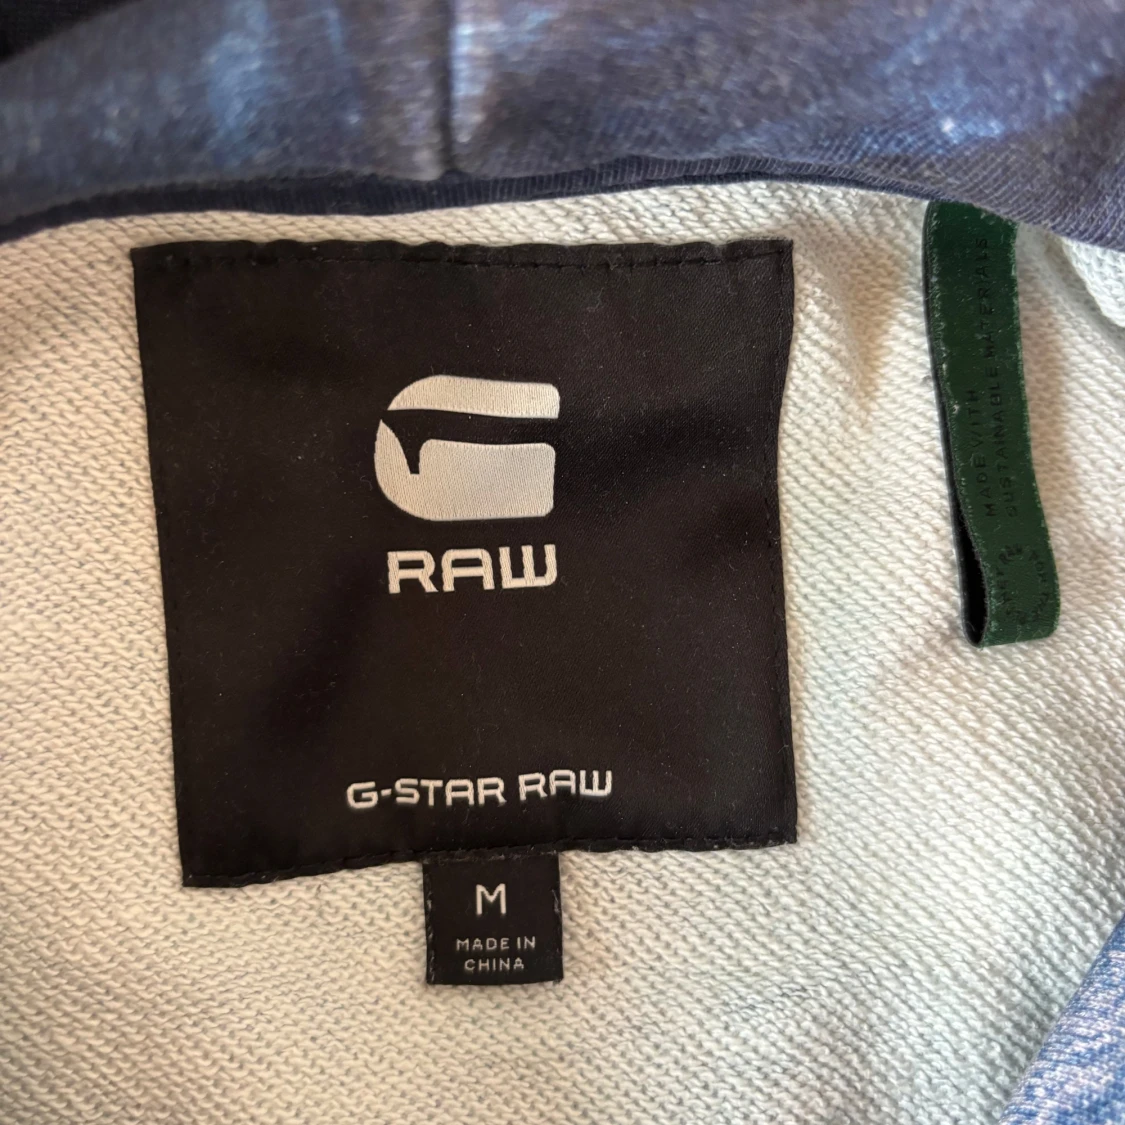 RAW
G-STAR RAW
M
MADE IN
CHINA
MADE WITH
SUSTAINABLE MATERIALS